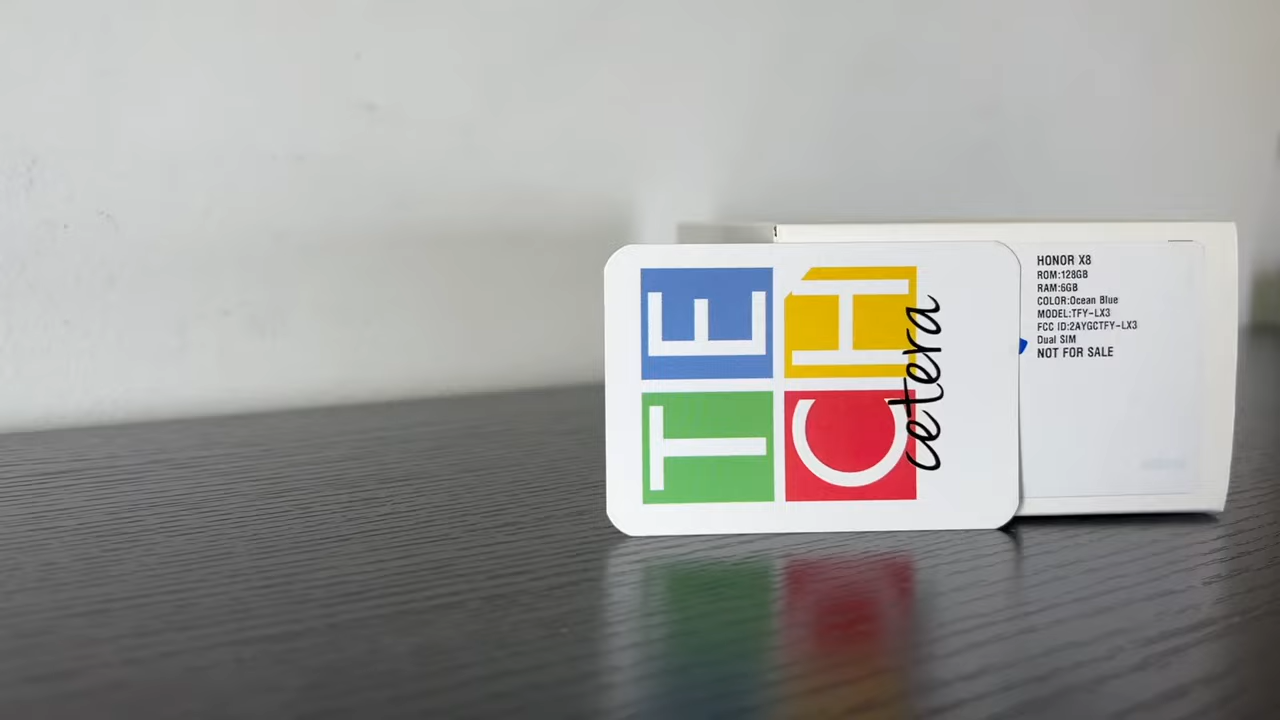 TE
CH
cetera
HONOR X8
ROM:128GB
RAM:6GB
COLOR:Ocean Blue
MODEL:TFY-LX3
FCC ID:2AYGCTFY-LX3
Dual SIM
NOT FOR SALE